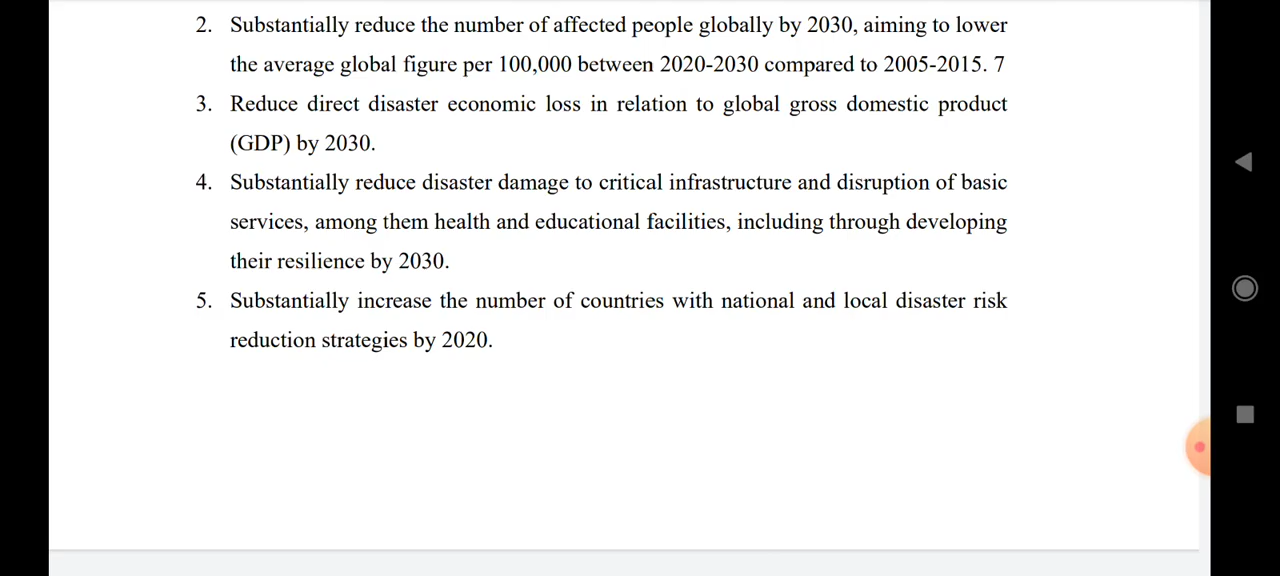 2. Substantially reduce the number of affected people globally by 2030, aiming to lower
the average global figure per 100,000 between 2020-2030 compared to 2005-2015. 7
3. Reduce direct disaster economic loss in relation to global gross domestic product
(GDP) by 2030.
4. Substantially reduce disaster damage to critical infrastructure and disruption of basic
services, among them health and educational facilities, including through developing
their resilience by 2030.
5. Substantially increase the number of countries with national and local disaster risk
reduction strategies by 2020.